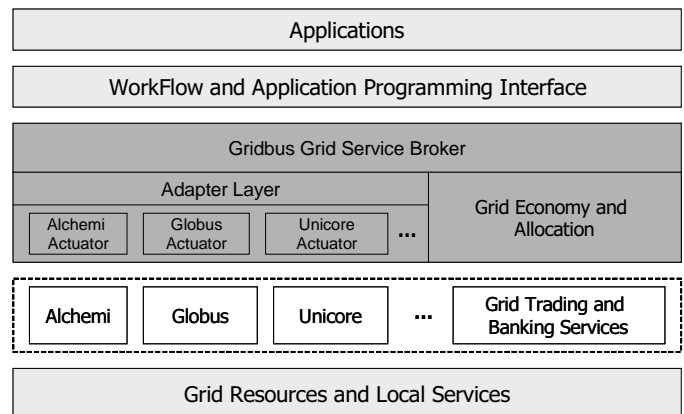 Applications
WorkFlow and Application Programming Interface
Gridbus Grid Service Broker
Adapter Layer
Alchemi
Actuator
Globus
Actuator
Unicore
Actuator
...
Grid Economy and
Allocation
Alchemi
Globus
Unicore
...
Grid Trading and
Banking Services
Grid Resources and Local Services